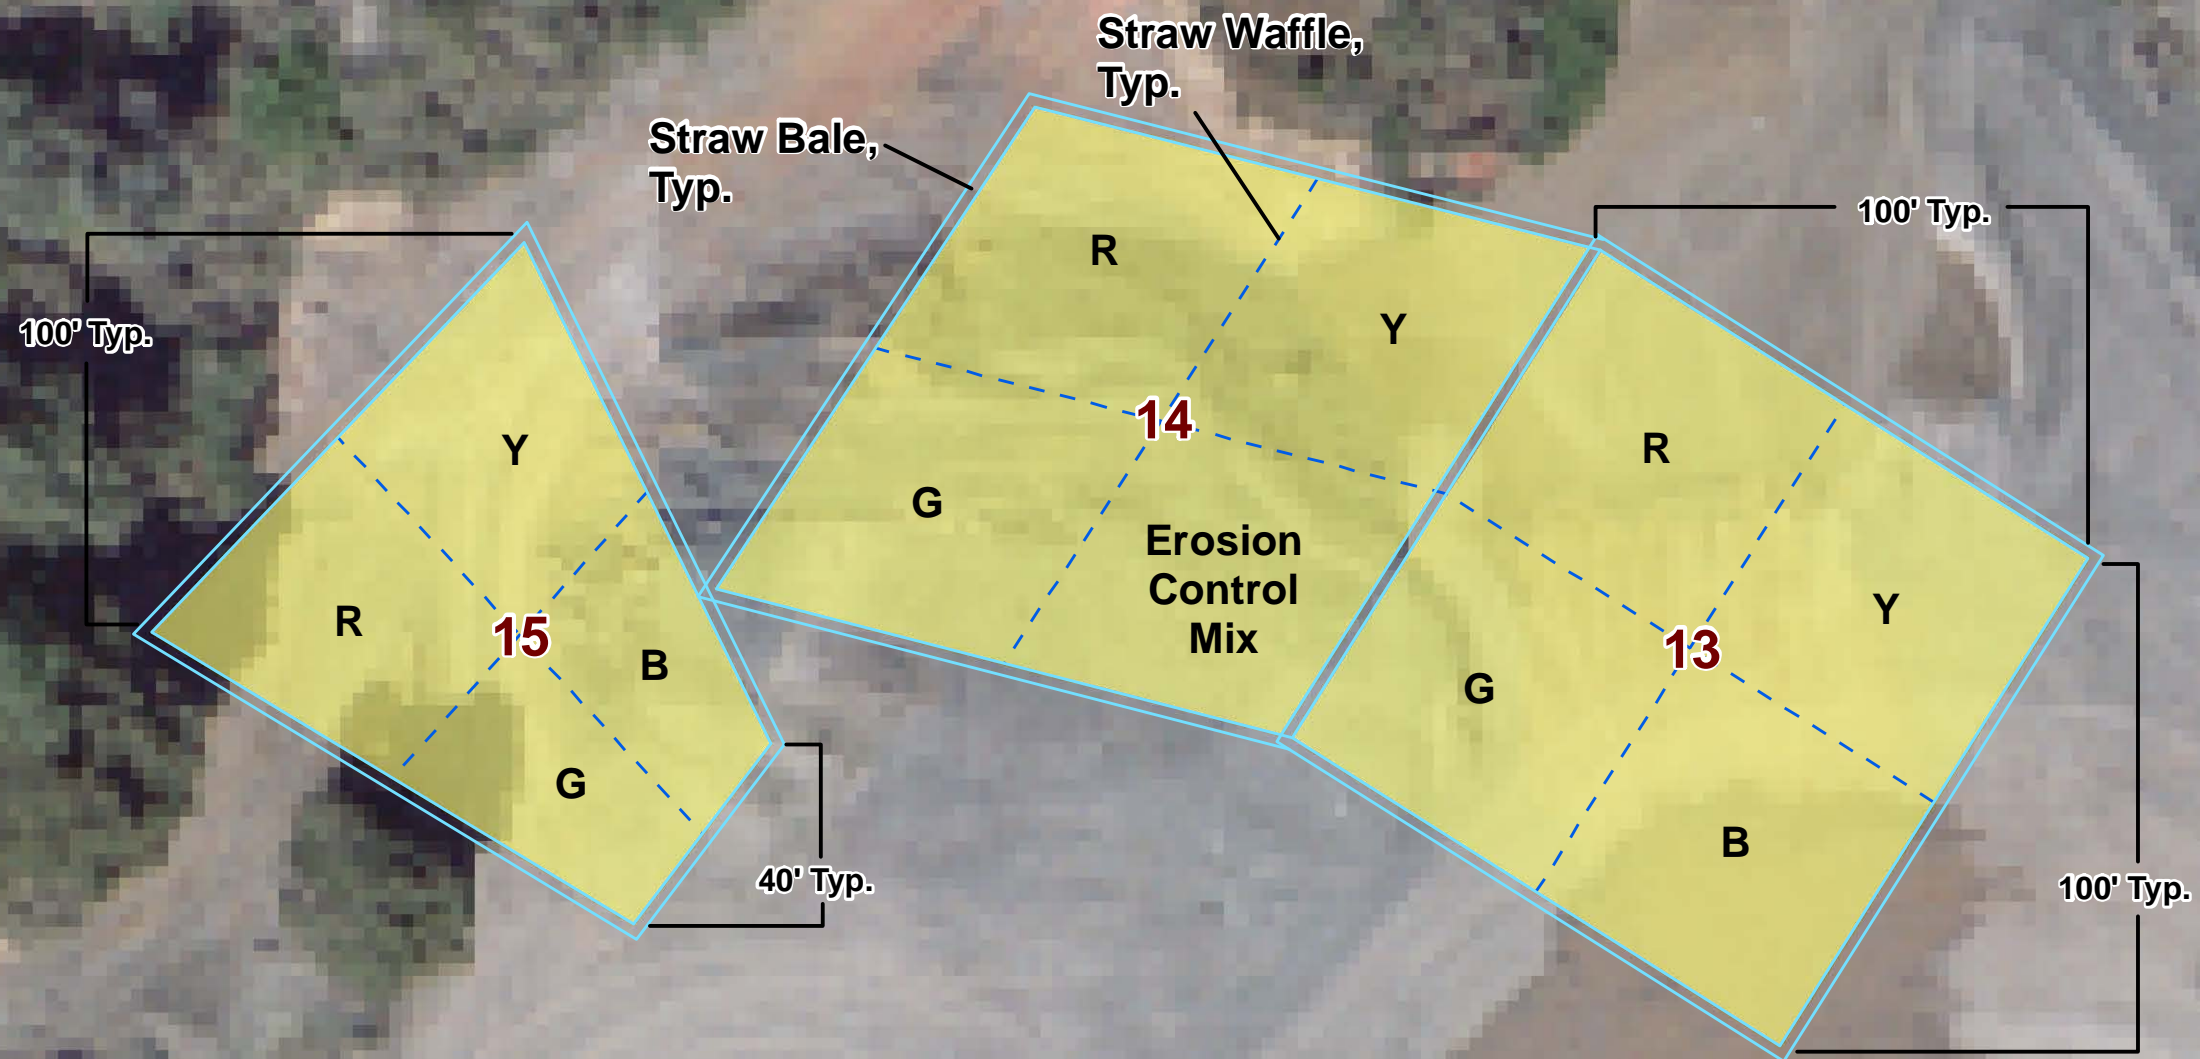 Straw Waffle,
Typ.
Straw Bale,
Typ.
100' Typ.
100' Typ.
R
Y
14
G
Erosion
Control
Mix
Y
R
15
B
G
40' Typ.
R
Y
13
G
B
100' Typ.